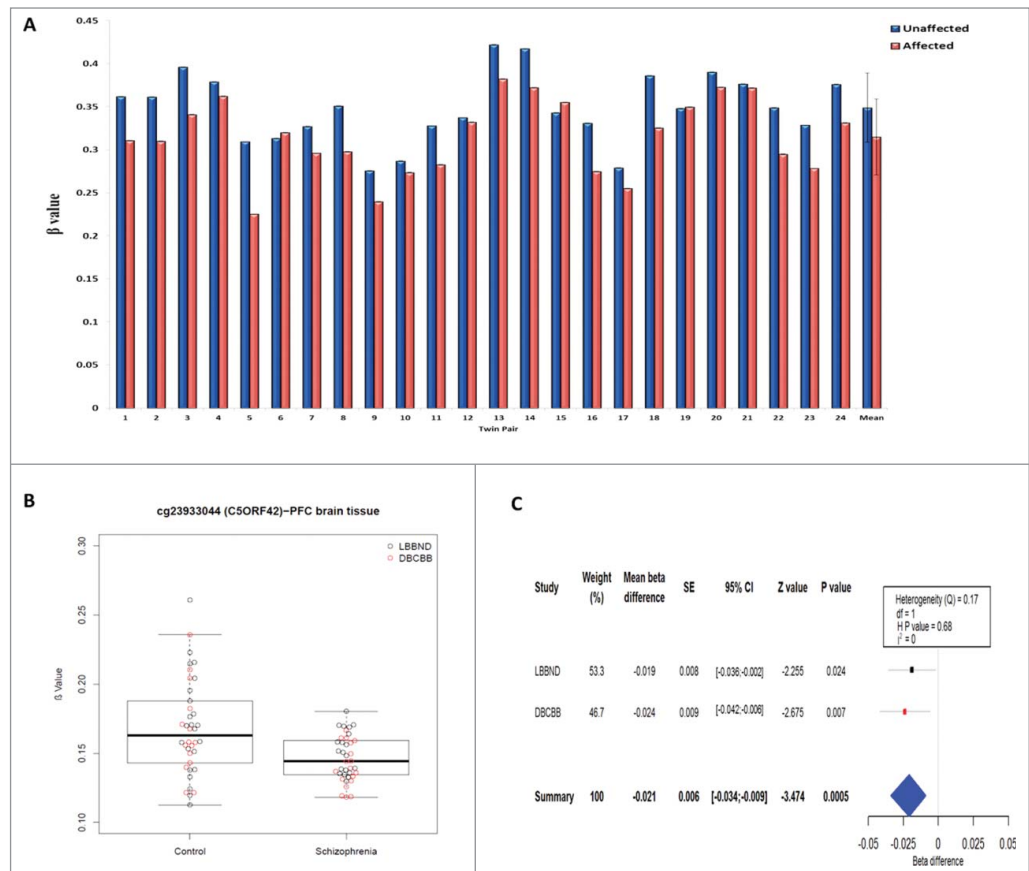 A
Unaffected
Affected
0.45
0.4
0.35
0.3
0.25
0.2
0.15
0.1
0.05
0
β value
1 2 3 4 5 6 7 8 9 10 11 12 13 14 15 16 17 18 19 20 21 22 23 24 Mean
Twin Pair
B
cg23933044 (C5ORF42)−PFC brain tissue
LBBND
DBCBB
0.30
0.25
0.20
0.15
0.10
ß Value
Control Schizophrenia
C
Study Weight (%) Mean beta difference SE 95% CI Z value P value
Heterogeneity (Q) = 0.17
df = 1
H P value = 0.68
I² = 0
LBBND 53.3 -0.019 0.008 [-0.036;-0.002] -2.255 0.024
DBCBB 46.7 -0.024 0.009 [-0.042;-0.006] -2.675 0.007
Summary 100 -0.021 0.006 [-0.034;-0.009] -3.474 0.0005
-0.05 -0.025 0 0.025 0.05
Beta difference